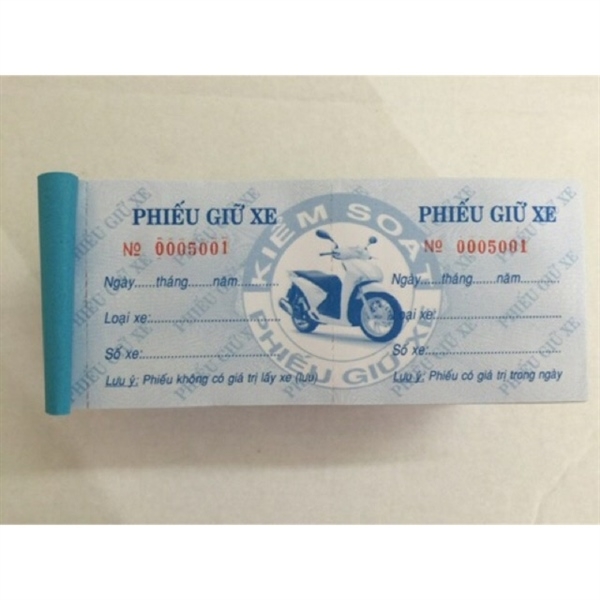 PHIẾU GIỮ XE
Nº 0005001
Ngày.....tháng......năm...........
Loại xe:..............................
Số xe:................................
Lưu ý: Phiếu không có giá trị lấy xe (lưu)
KIỂM SOÁT
PHIẾU GIỮ XE
PHIẾU GIỮ XE
Nº 0005001
Ngày.....tháng......năm...........
Loại xe:..............................
Số xe:................................
Lưu ý: Phiếu có giá trị trong ngày